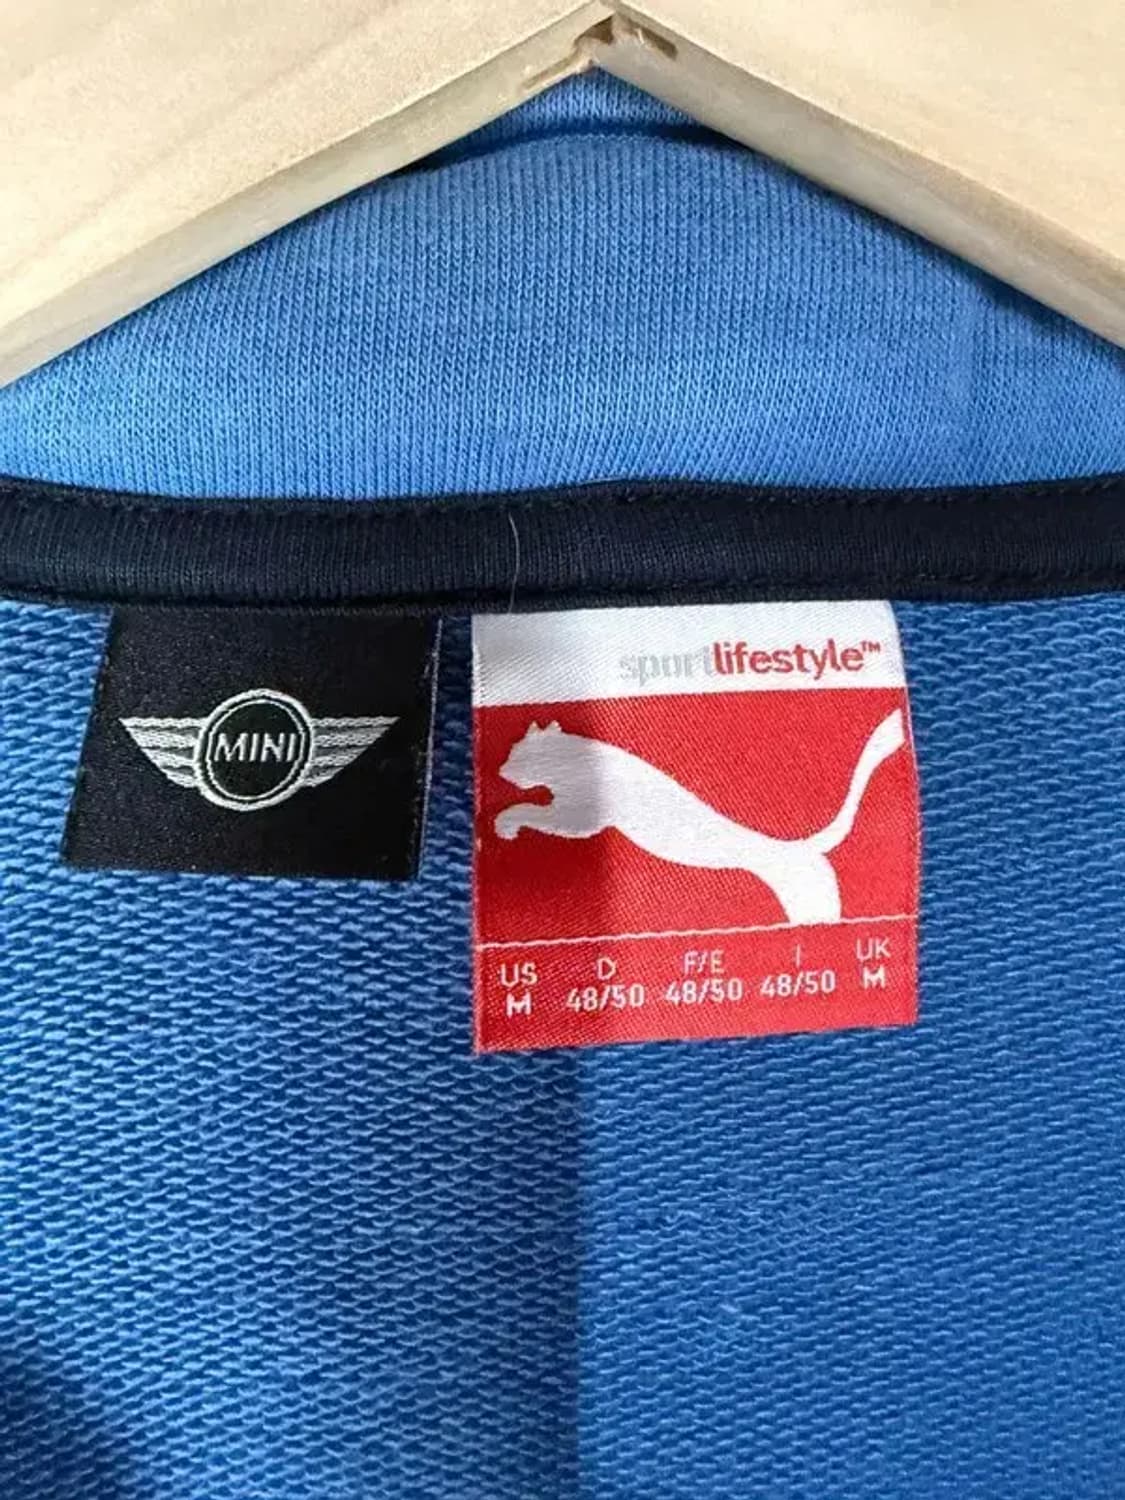 MINI
sportlifestyle™
US D F/E I UK
M 48/50 48/50 48/50 M